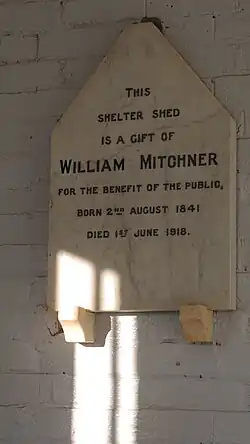 THIS
SHELTER SHED
IS A GIFT OF
WILLIAM MITCHNER
FOR THE BENEFIT OF THE PUBLIC,
BORN 2ND AUGUST 1841
DIED 1ST JUNE 1918.